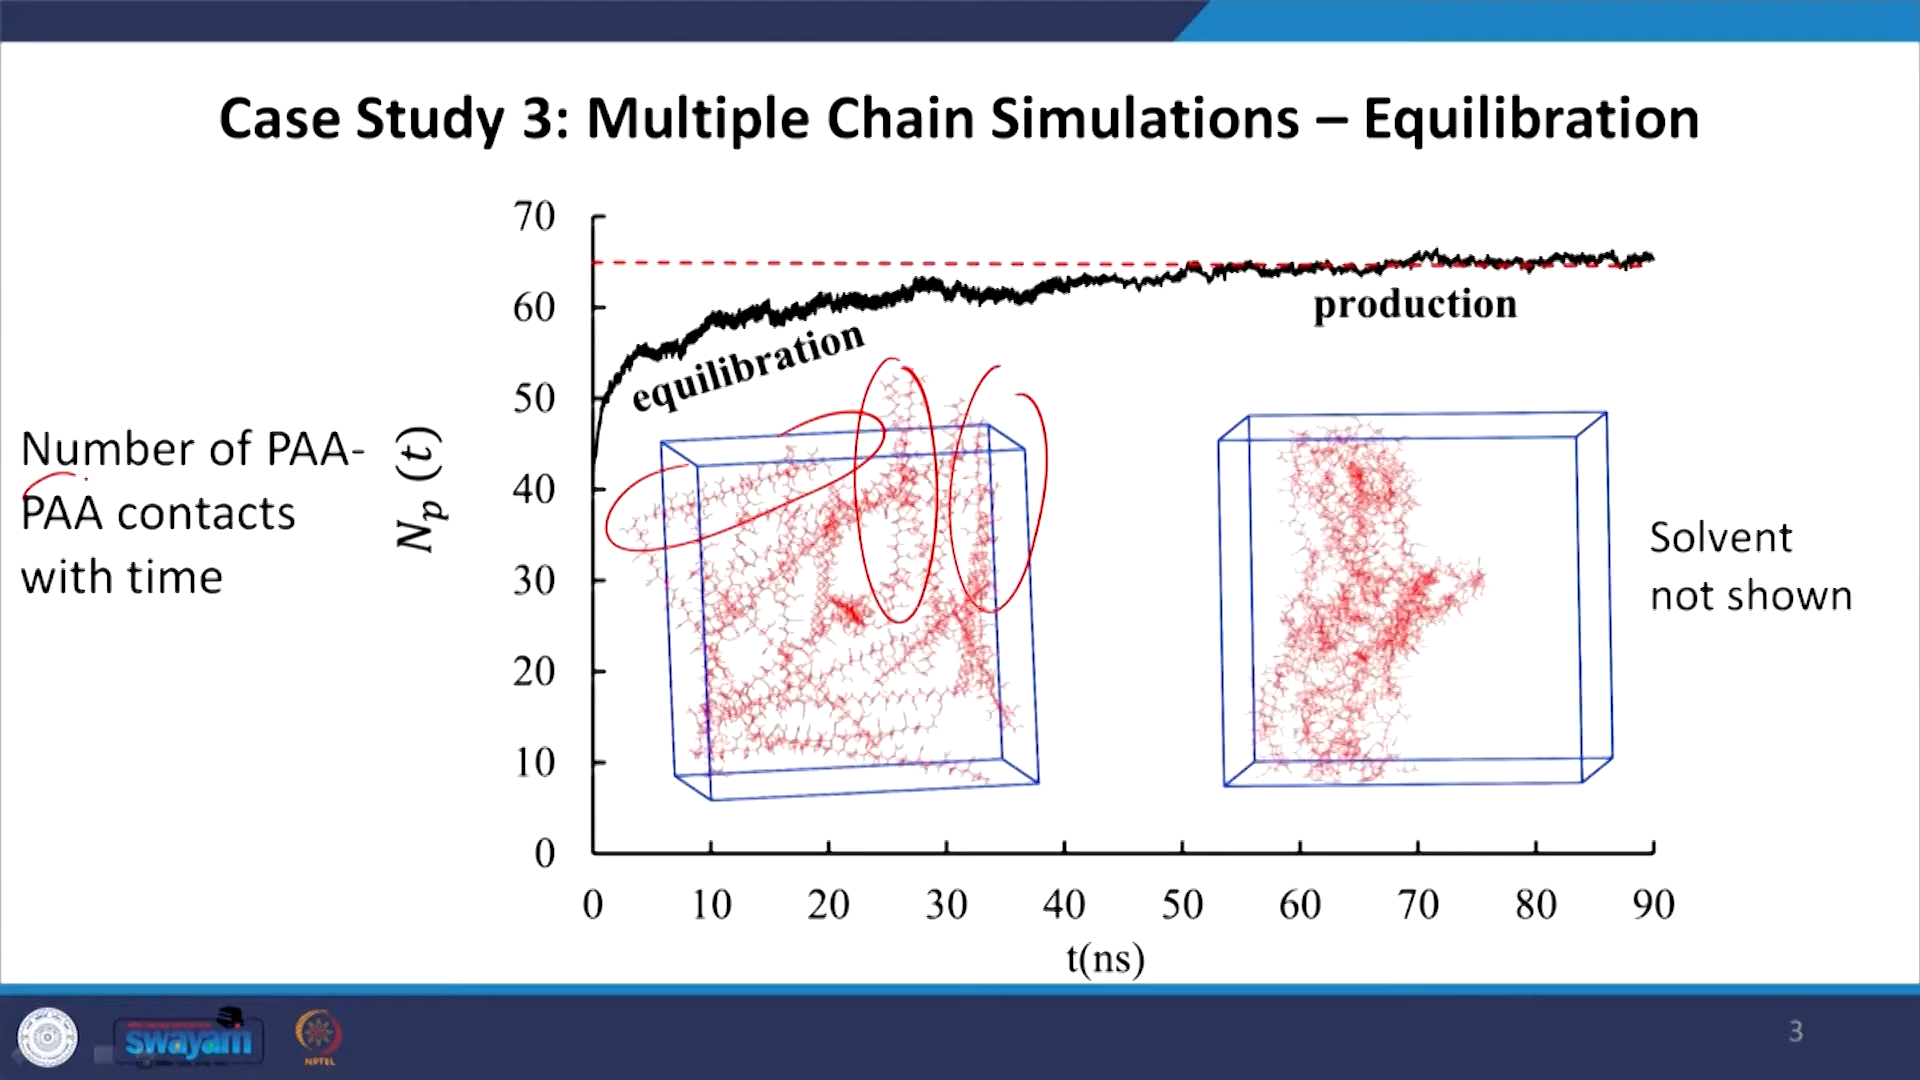 Case Study 3: Multiple Chain Simulations – Equilibration
Number of PAA-
PAA contacts
with time
N_p (t)
70
60
50
40
30
20
10
0
equilibration
production
Solvent
not shown
0 10 20 30 40 50 60 70 80 90
t(ns)
swayam
NPTEL
3